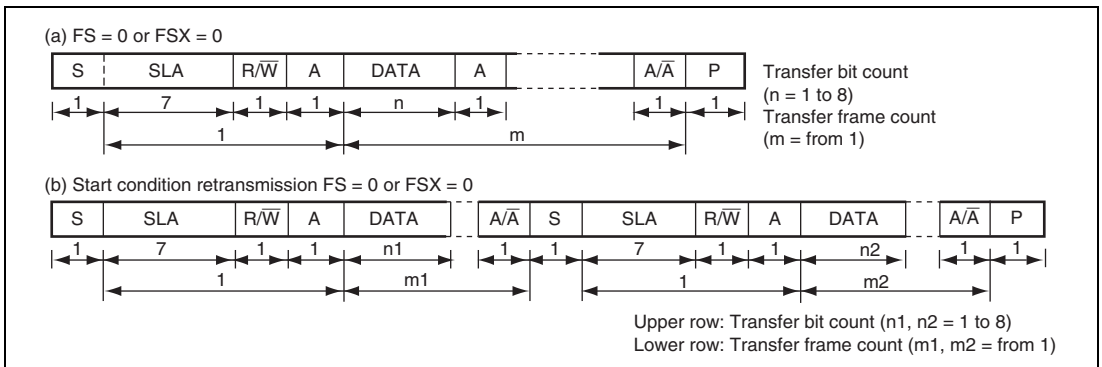 (a) FS = 0 or FSX = 0
S SLA R/W̅ A DATA A A/A̅ P
1 7 1 1 n 1 1 1
1 m
Transfer bit count
(n = 1 to 8)
Transfer frame count
(m = from 1)
(b) Start condition retransmission FS = 0 or FSX = 0
S SLA R/W̅ A DATA A/A̅ S SLA R/W̅ A DATA A/A̅ P
1 7 1 1 n1 1 1 7 1 1 n2 1 1
1 m1 1 m2
Upper row: Transfer bit count (n1, n2 = 1 to 8)
Lower row: Transfer frame count (m1, m2 = from 1)